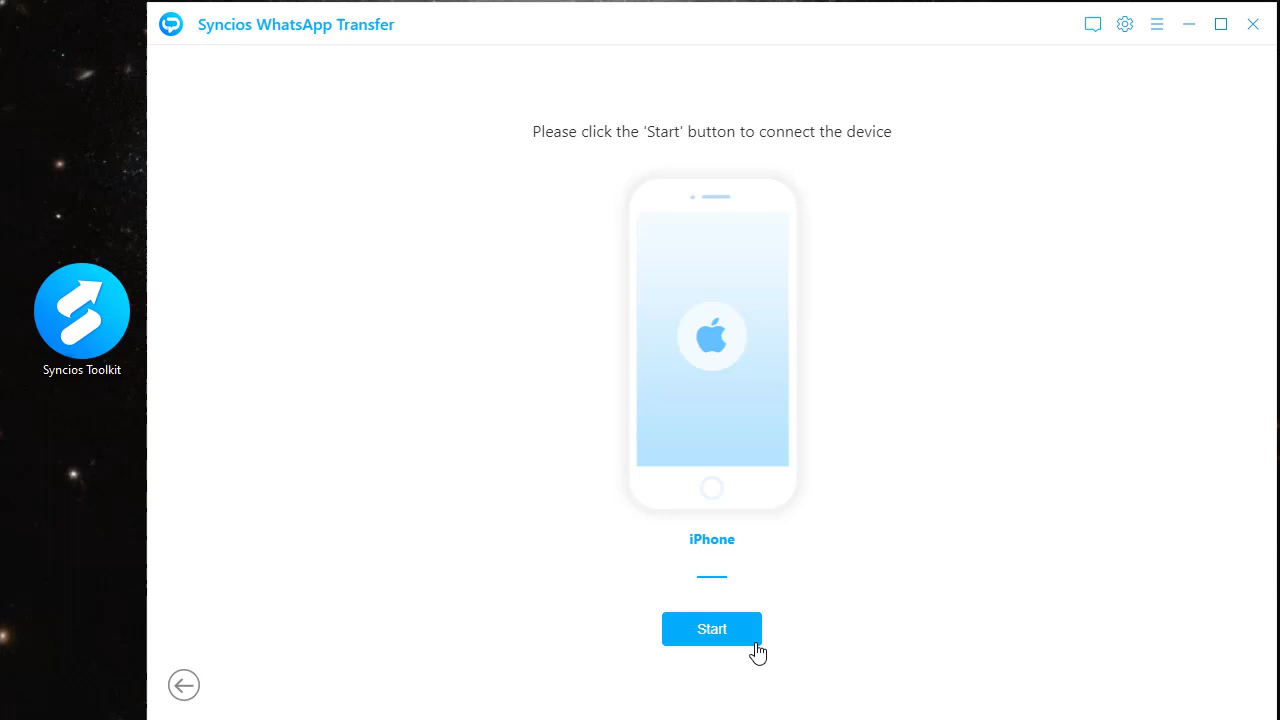 Syncios WhatsApp Transfer
Please click the 'Start' button to connect the device
Syncios Toolkit
iPhone
Start